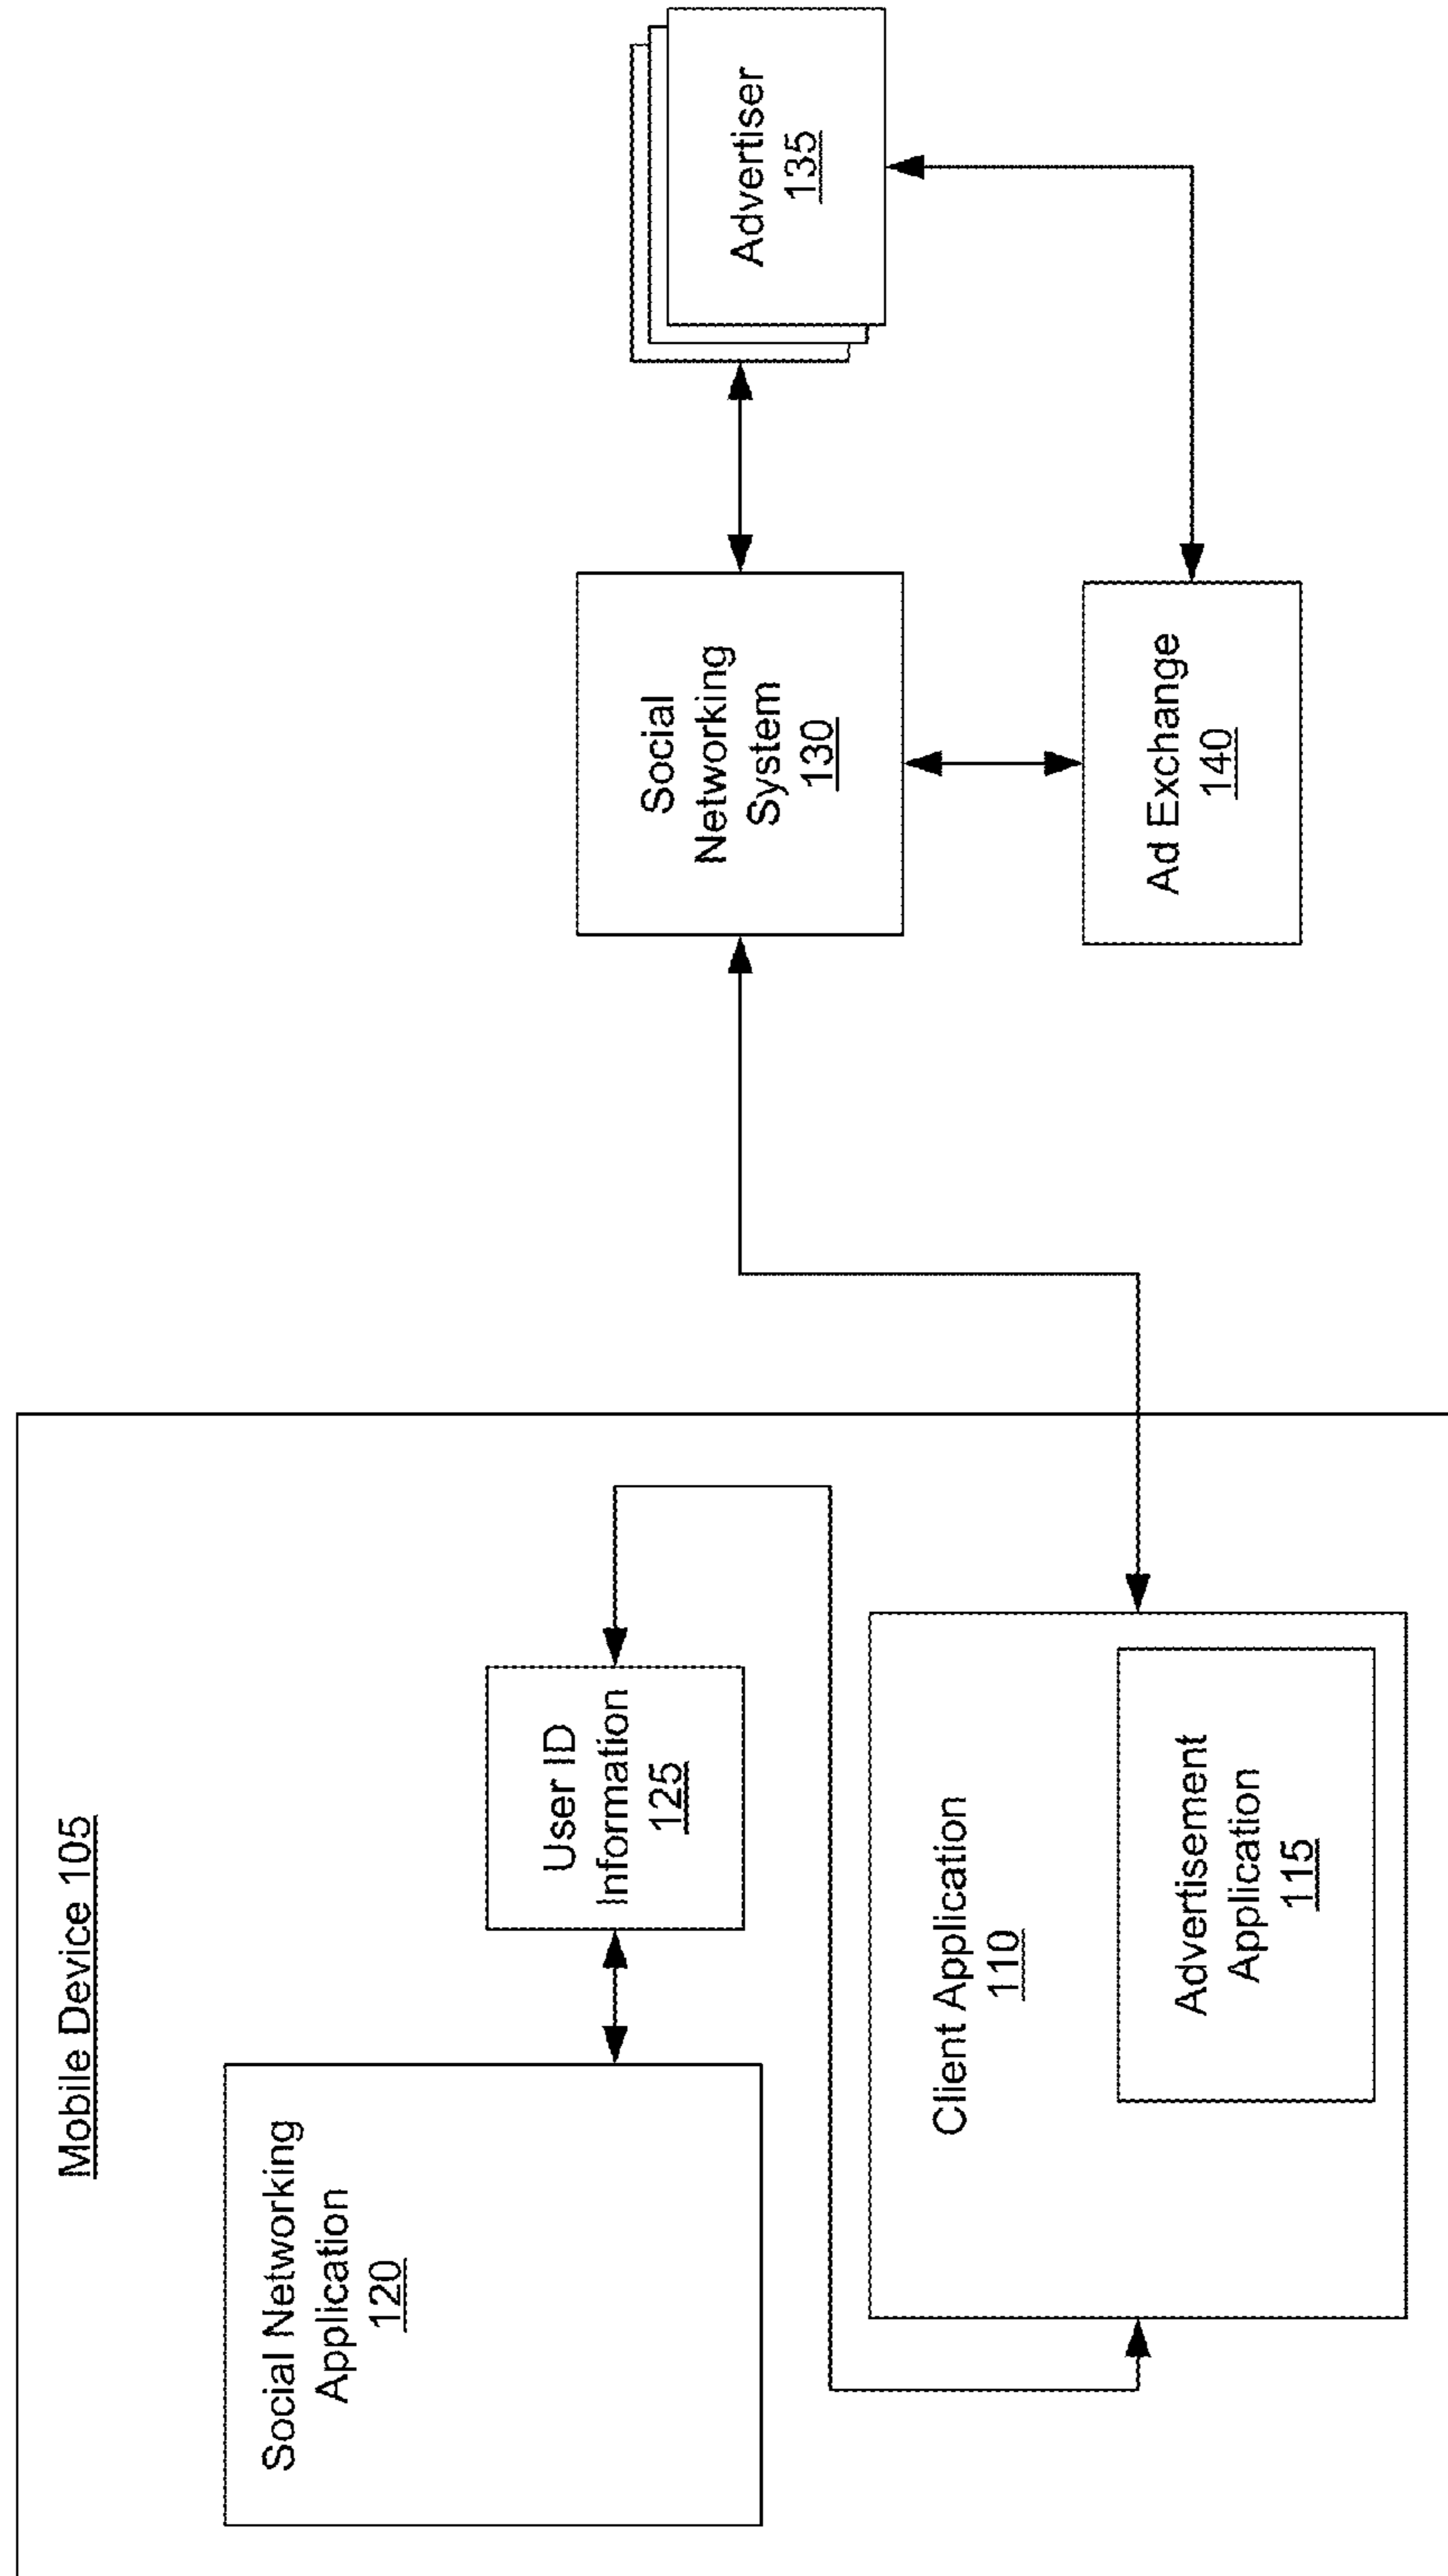 Mobile Device 105
Social Networking
Application
120
User ID
Information
125
Client Application
110
Advertisement
Application
115
Social
Networking
System
130
Ad Exchange
140
Advertiser
135